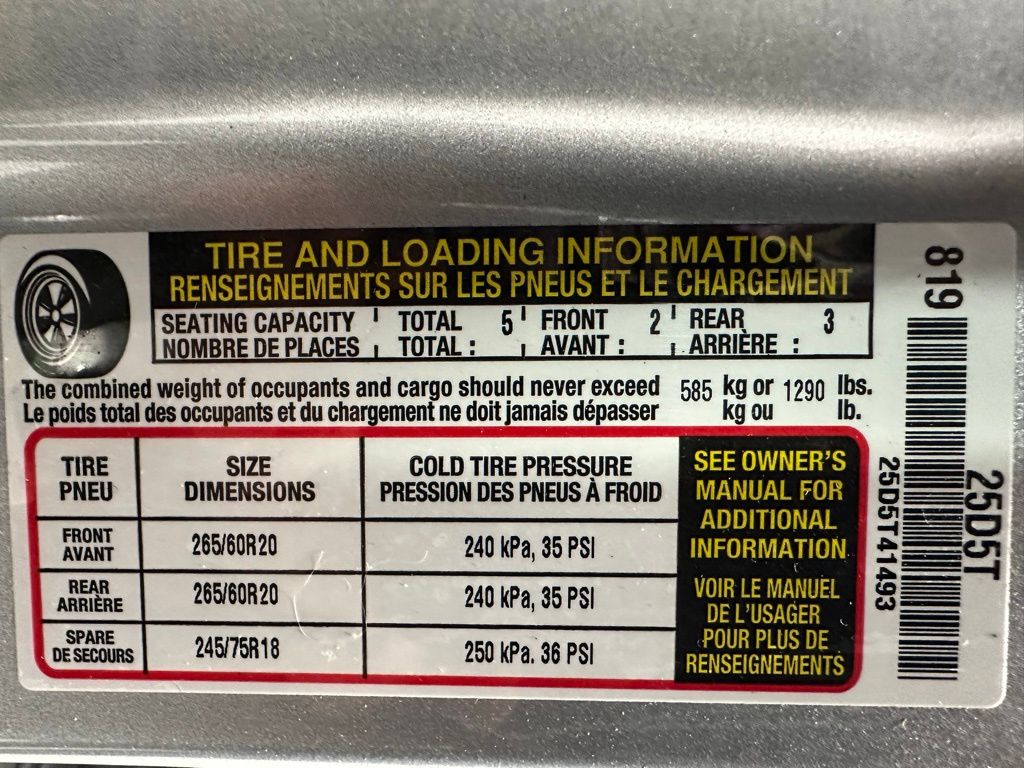 TIRE AND LOADING INFORMATION
RENSEIGNEMENTS SUR LES PNEUS ET LE CHARGEMENT
SEATING CAPACITY TOTAL 5 FRONT 2 REAR 3
NOMBRE DE PLACES TOTAL : AVANT : ARRIÈRE :
The combined weight of occupants and cargo should never exceed 585 kg or 1290 lbs.
Le poids total des occupants et du chargement ne doit jamais dépasser kg ou lb.
TIRE
PNEU
SIZE
DIMENSIONS
COLD TIRE PRESSURE
PRESSION DES PNEUS À FROID
FRONT
AVANT
265/60R20
240 kPa, 35 PSI
REAR
ARRIÈRE
265/60R20
240 kPa, 35 PSI
SPARE
DE SECOURS
245/75R18
250 kPa. 36 PSI
SEE OWNER'S
MANUAL FOR
ADDITIONAL
INFORMATION
VOIR LE MANUEL
DE L'USAGER
POUR PLUS DE
RENSEIGNEMENTS
819
25D5T
25D5T41493